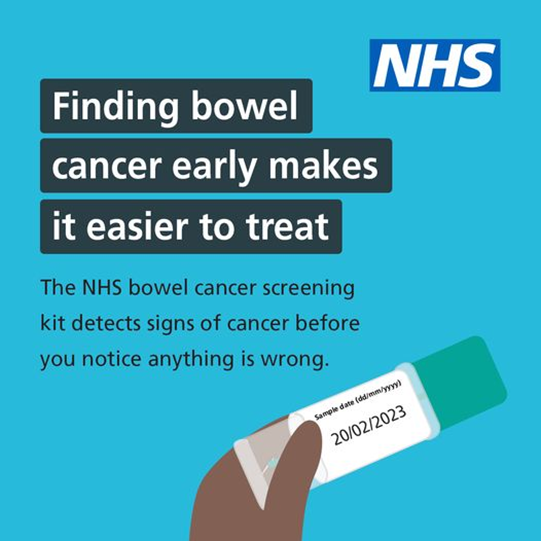 NHS
Finding bowel
cancer early makes
it easier to treat
The NHS bowel cancer screening
kit detects signs of cancer before
you notice anything is wrong.
Sample date (dd/mm/yyyy)
20/02/2023